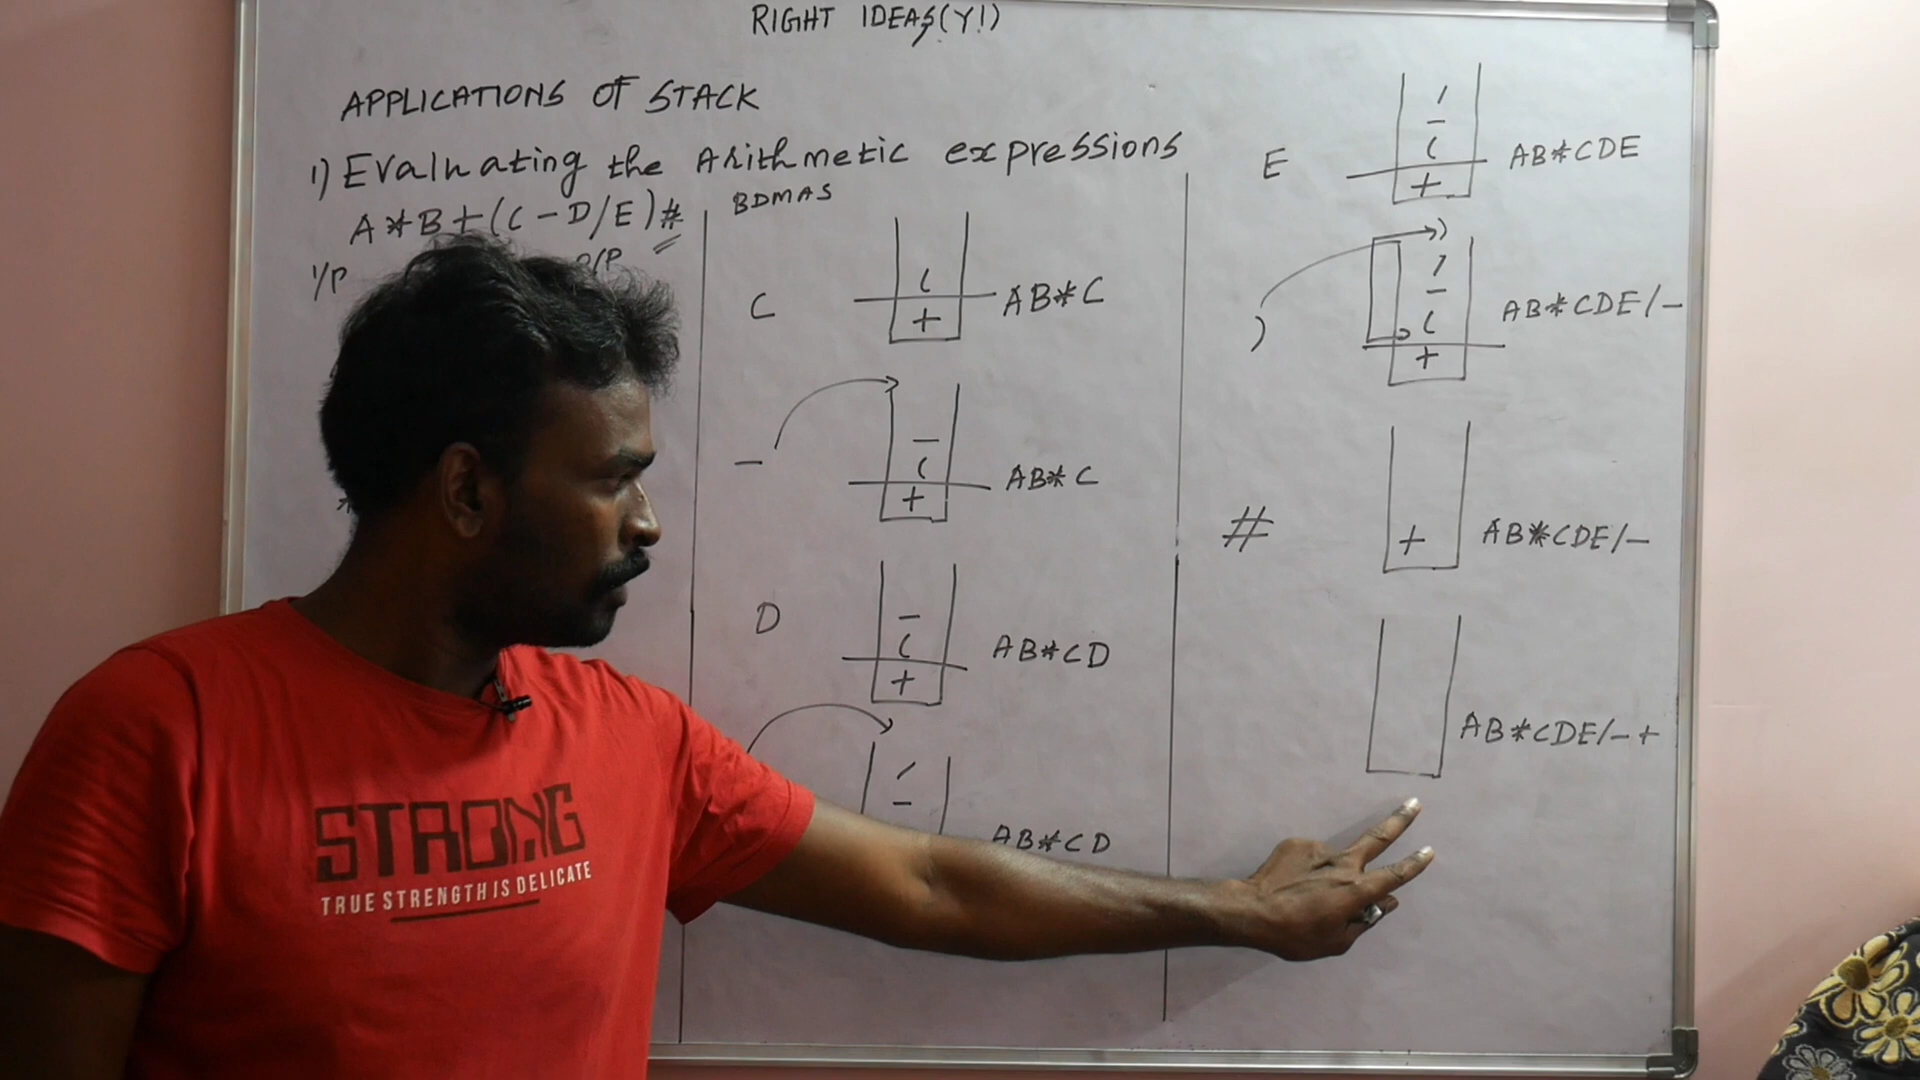 RIGHT IDEAS(Y!)
APPLICATIONS OF STACK
1) Evaluating the Arithmetic expressions
A*B+(C-D/E)#
BDMAS
I/P
O/P
C
(
+
AB*C
-
-
(
+
AB*C
D
-
(
+
AB*CD
/
-
AB*CD
E
/
-
(
+
AB*CDE
)
)
/
-
(
+
AB*CDE/-
#
+
AB*CDE/-
AB*CDE/-+
STRONG
TRUE STRENGTH IS DELICATE